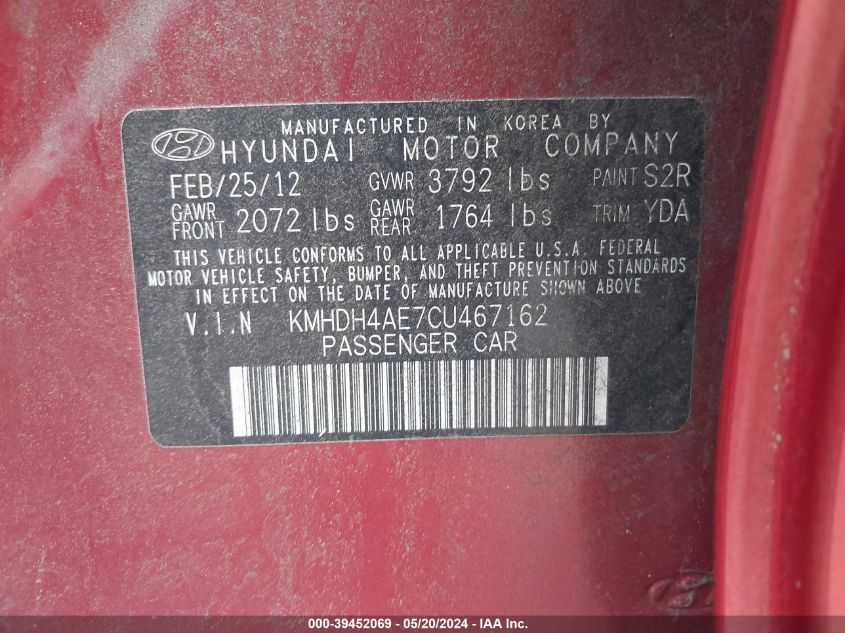 MANUFACTURED IN KOREA BY
HYUNDAI MOTOR COMPANY
FEB/25/12 GVWR 3792 lbs PAINT S2R
GAWR FRONT 2072 lbs GAWR REAR 1764 lbs TRIM YDA
THIS VEHICLE CONFORMS TO ALL APPLICABLE U.S.A. FEDERAL
MOTOR VEHICLE SAFETY, BUMPER, AND THEFT PREVENTION STANDARDS
IN EFFECT ON THE DATE OF MANUFACTURE SHOWN ABOVE.
V.I.N KMHDH4AE7CU467162
PASSENGER CAR
000-39452069 - 05/20/2024 - IAA Inc.